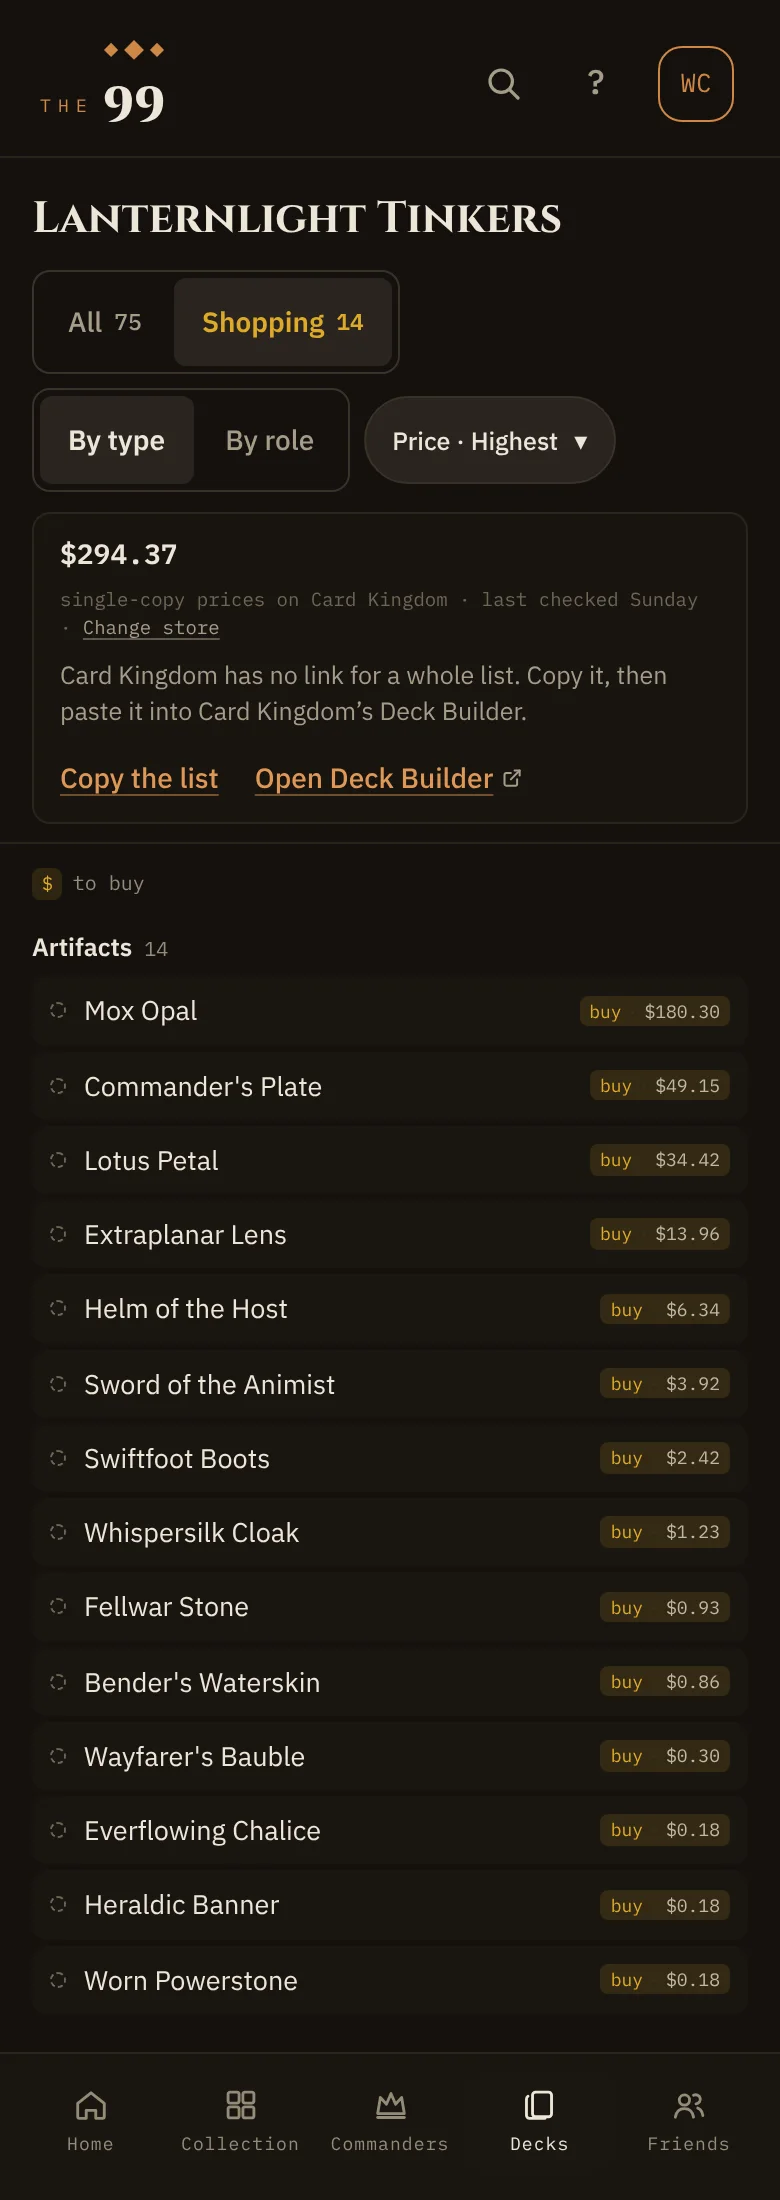 THE 99
?
WC
LANTERNLIGHT TINKERS
All 75
Shopping 14
By type
By role
Price · Highest ▼
$294.37
single-copy prices on Card Kingdom · last checked Sunday
· Change store
Card Kingdom has no link for a whole list. Copy it, then
paste it into Card Kingdom’s Deck Builder.
Copy the list
Open Deck Builder
$ to buy
Artifacts 14
Mox Opal buy $180.30
Commander's Plate buy $49.15
Lotus Petal buy $34.42
Extraplanar Lens buy $13.96
Helm of the Host buy $6.34
Sword of the Animist buy $3.92
Swiftfoot Boots buy $2.42
Whispersilk Cloak buy $1.23
Fellwar Stone buy $0.93
Bender's Waterskin buy $0.86
Wayfarer's Bauble buy $0.30
Everflowing Chalice buy $0.18
Heraldic Banner buy $0.18
Worn Powerstone buy $0.18
Home
Collection
Commanders
Decks
Friends